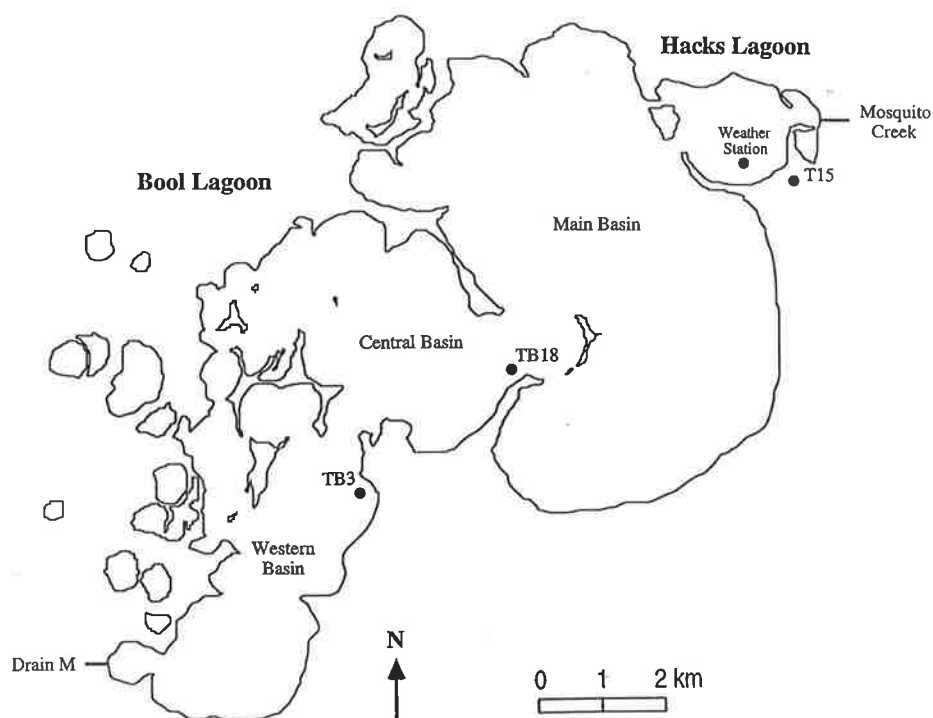 Hacks Lagoon
Mosquito
Creek
Weather
Station
T15
Bool Lagoon
Main Basin
Central Basin
TB18
TB3
Western
Basin
N
Drain M
0 1 2 km